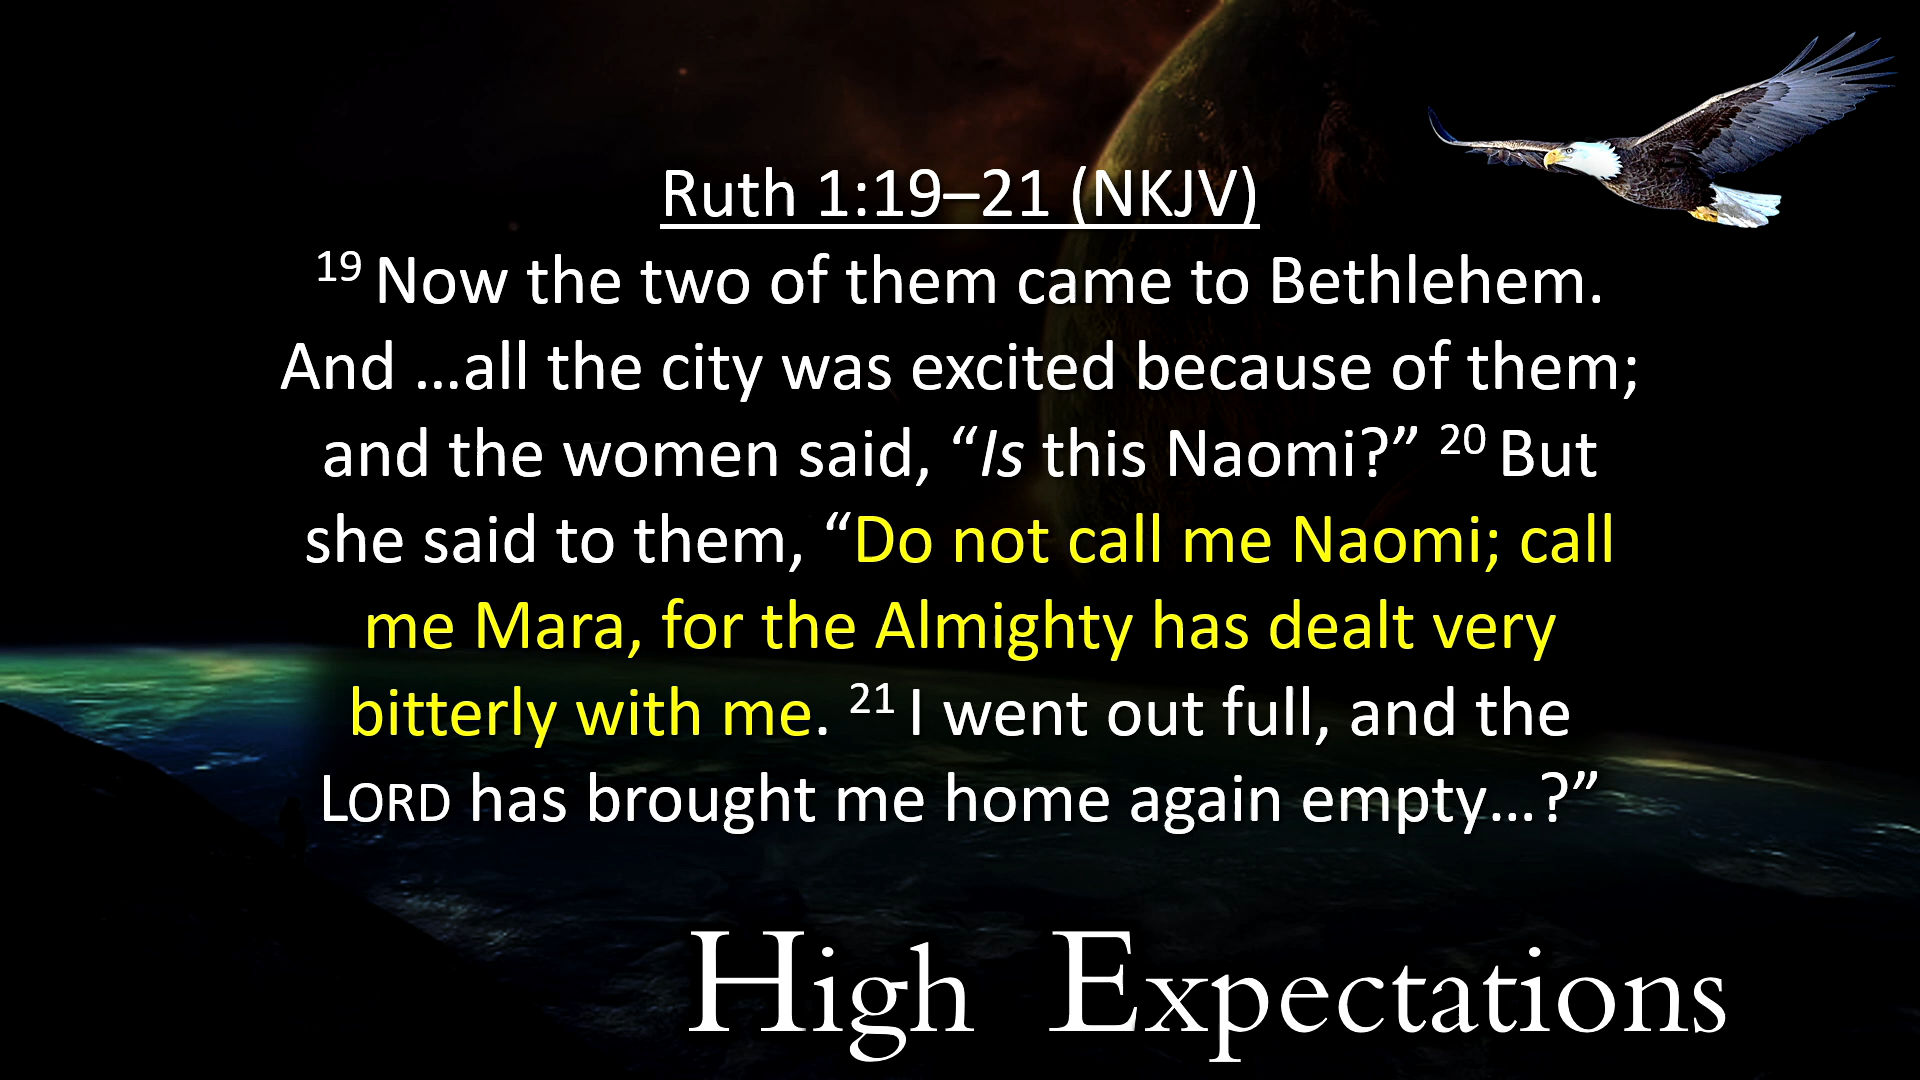 Ruth 1:19–21 (NKJV)
19 Now the two of them came to Bethlehem.
And …all the city was excited because of them;
and the women said, “Is this Naomi?” 20 But
she said to them, “Do not call me Naomi; call
me Mara, for the Almighty has dealt very
bitterly with me. 21 I went out full, and the
LORD has brought me home again empty…?”
High Expectations